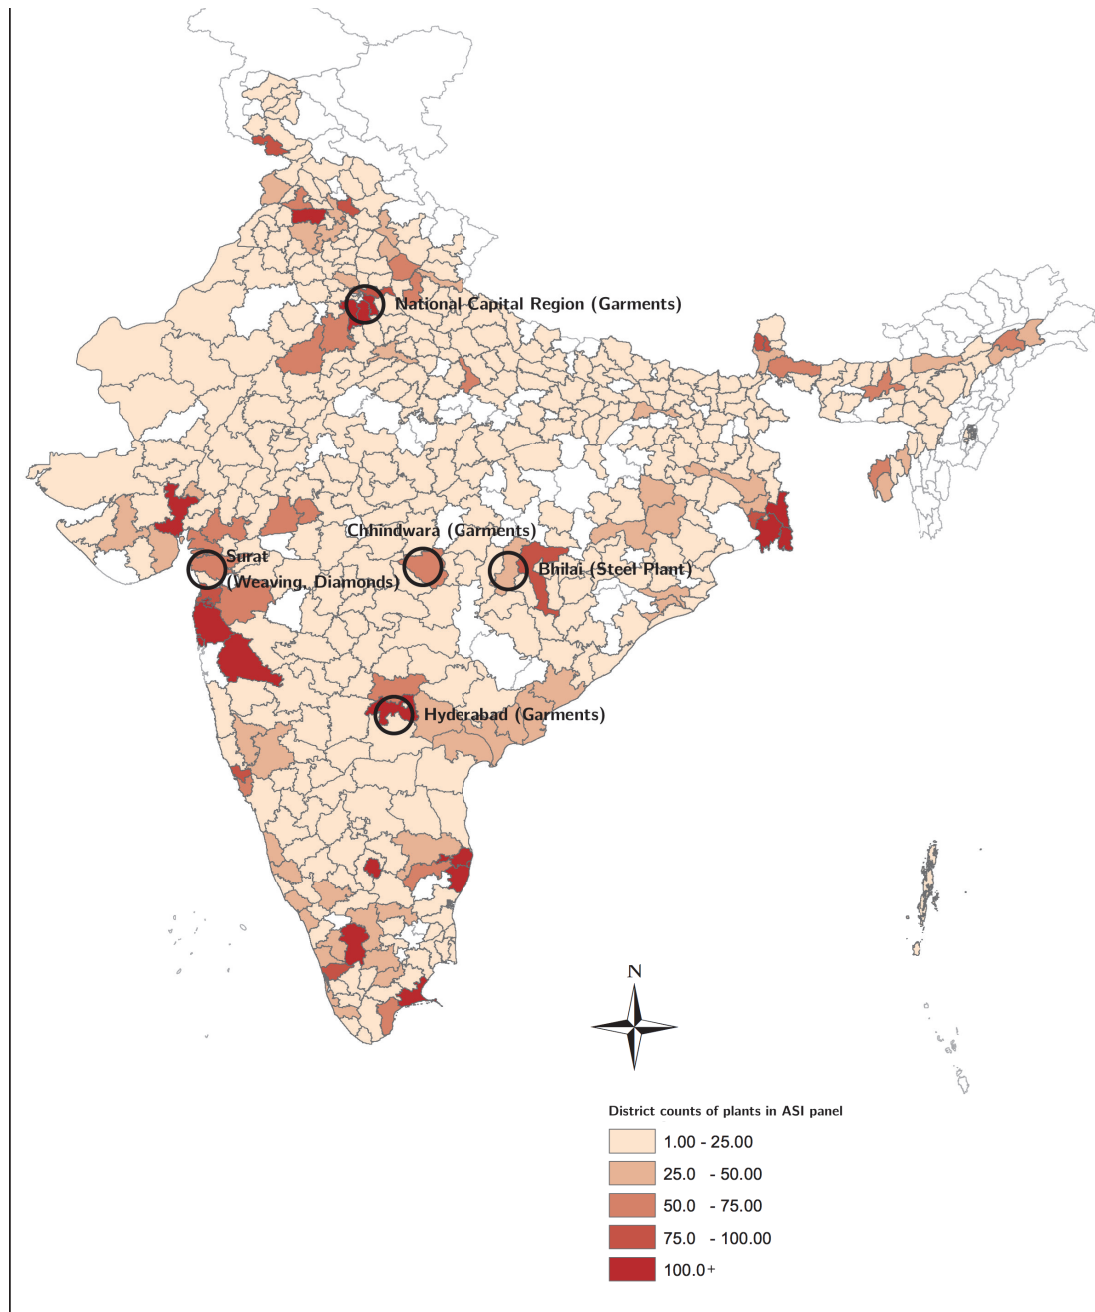 National Capital Region (Garments)
Chhindwara (Garments)
Surat
(Weaving, Diamonds)
Bhilai (Steel Plant)
Hyderabad (Garments)
N
District counts of plants in ASI panel
1.00 - 25.00
25.0 - 50.00
50.0 - 75.00
75.0 - 100.00
100.0+